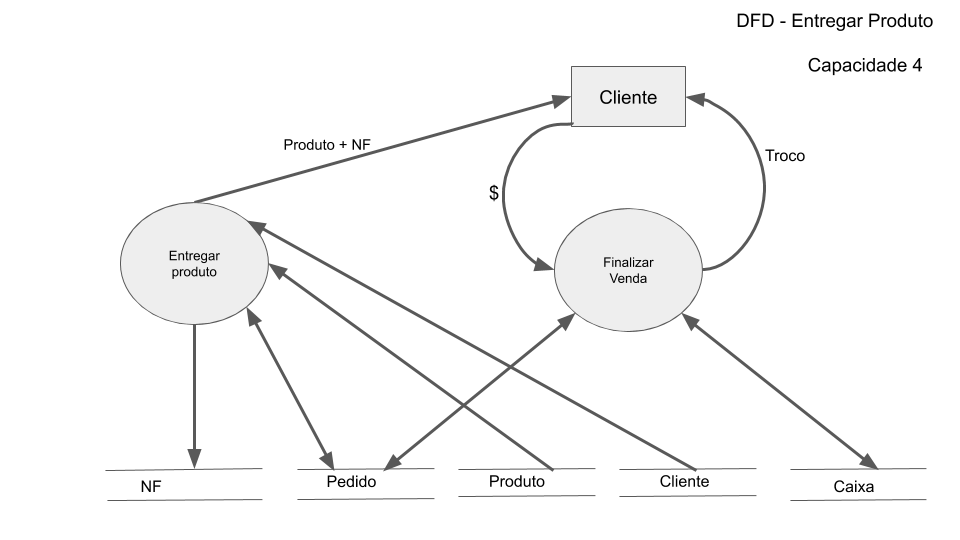 DFD - Entregar Produto
Capacidade 4
Cliente
Produto + NF
Troco
$
Entregar
produto
Finalizar
Venda
NF
Pedido
Produto
Cliente
Caixa